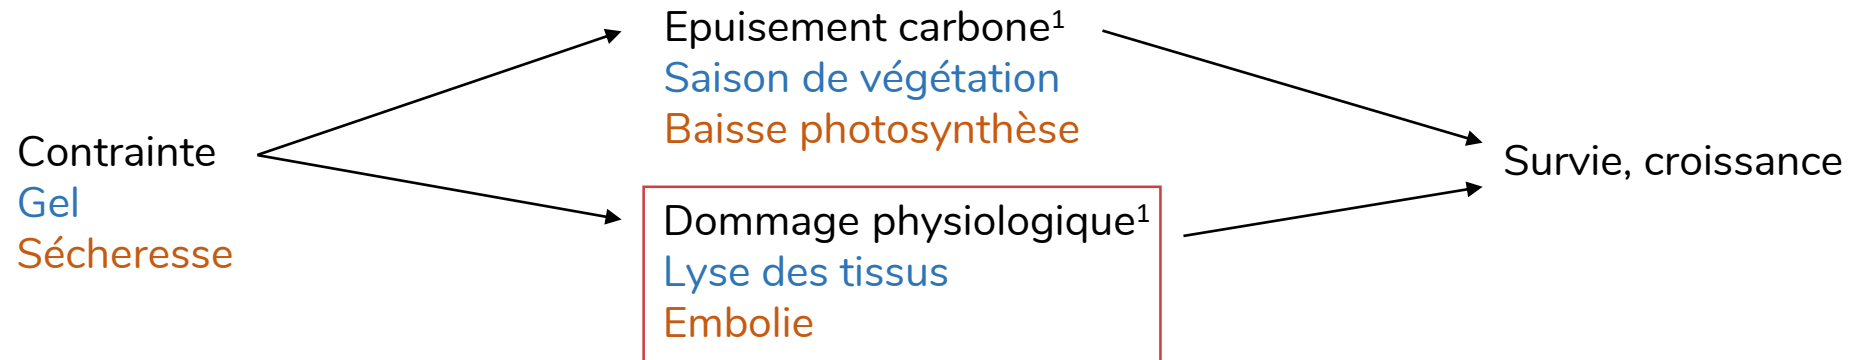 Contrainte
Gel
Sécheresse
Epuisement carbone¹
Saison de végétation
Baisse photosynthèse
Dommage physiologique¹
Lyse des tissus
Embolie
Survie, croissance